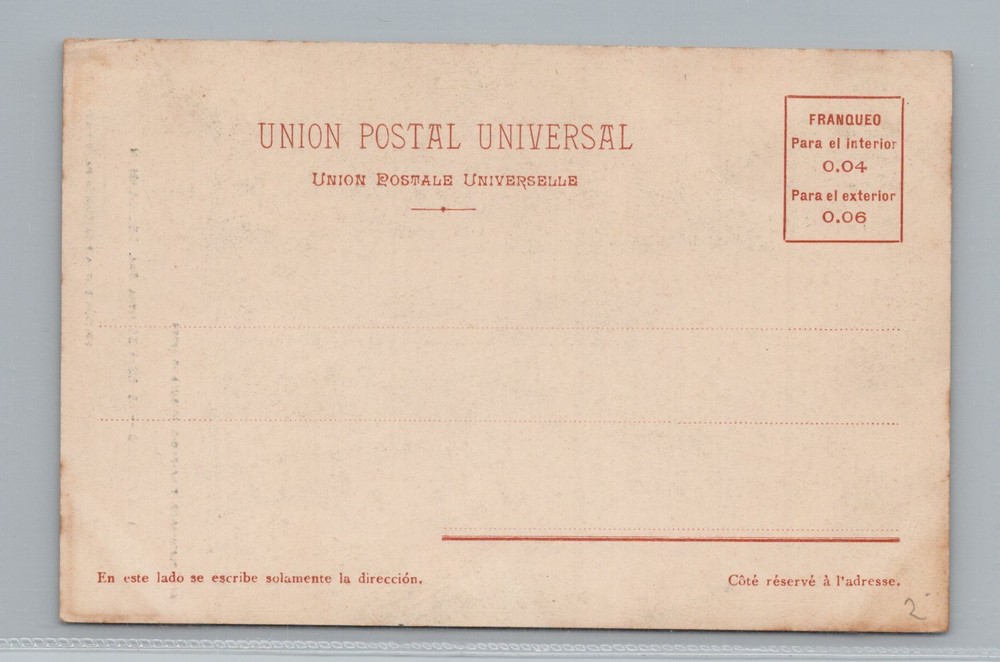 UNION POSTAL UNIVERSAL
UNION POSTALE UNIVERSELLE
FRANQUEO
Para el interior
0.04
Para el exterior
0.06
En este lado se escribe solamente la dirección.
Côté réservé à l'adresse.
2